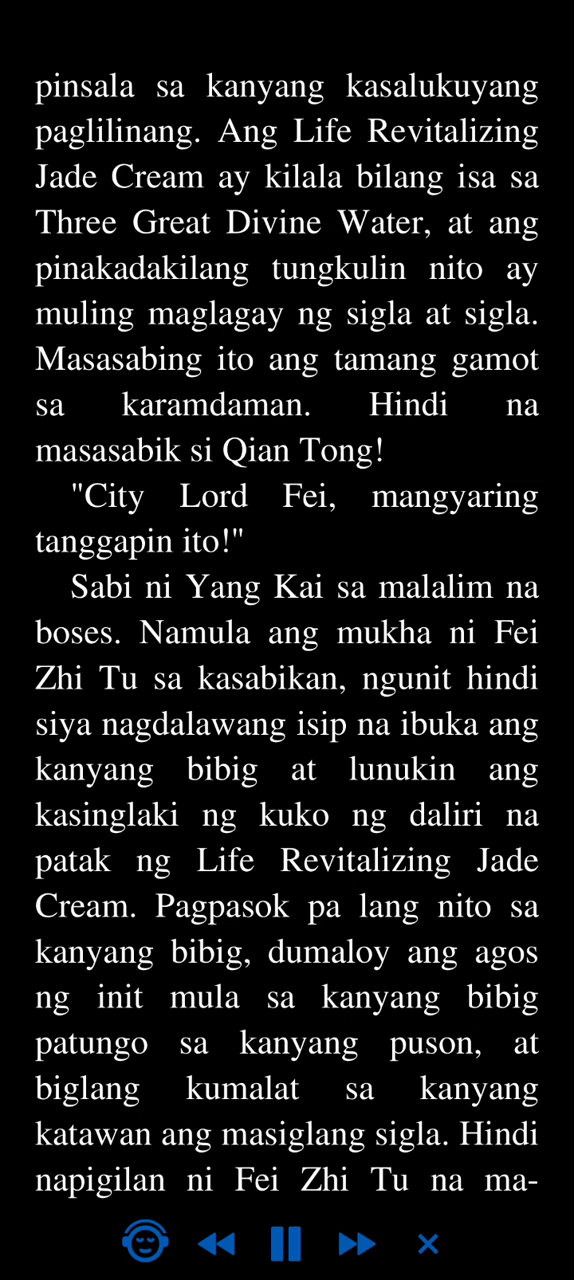 pinsala sa kanyang kasalukuyang
paglilinang. Ang Life Revitalizing
Jade Cream ay kilala bilang isa sa
Three Great Divine Water, at ang
pinakadakilang tungkulin nito ay
muling maglagay ng sigla at sigla.
Masasabing ito ang tamang gamot
sa karamdaman. Hindi na
masasabik si Qian Tong!
"City Lord Fei, mangyaring
tanggapin ito!"
Sabi ni Yang Kai sa malalim na
boses. Namula ang mukha ni Fei
Zhi Tu sa kasabikan, ngunit hindi
siya nagdalawang isip na ibuka ang
kanyang bibig at lunukin ang
kasinglaki ng kuko ng daliri na
patak ng Life Revitalizing Jade
Cream. Pagpasok pa lang nito sa
kanyang bibig, dumaloy ang agos
ng init mula sa kanyang bibig
patungo sa kanyang puson, at
biglang kumalat sa kanyang
katawan ang masiglang sigla. Hindi
napigilan ni Fei Zhi Tu na ma-